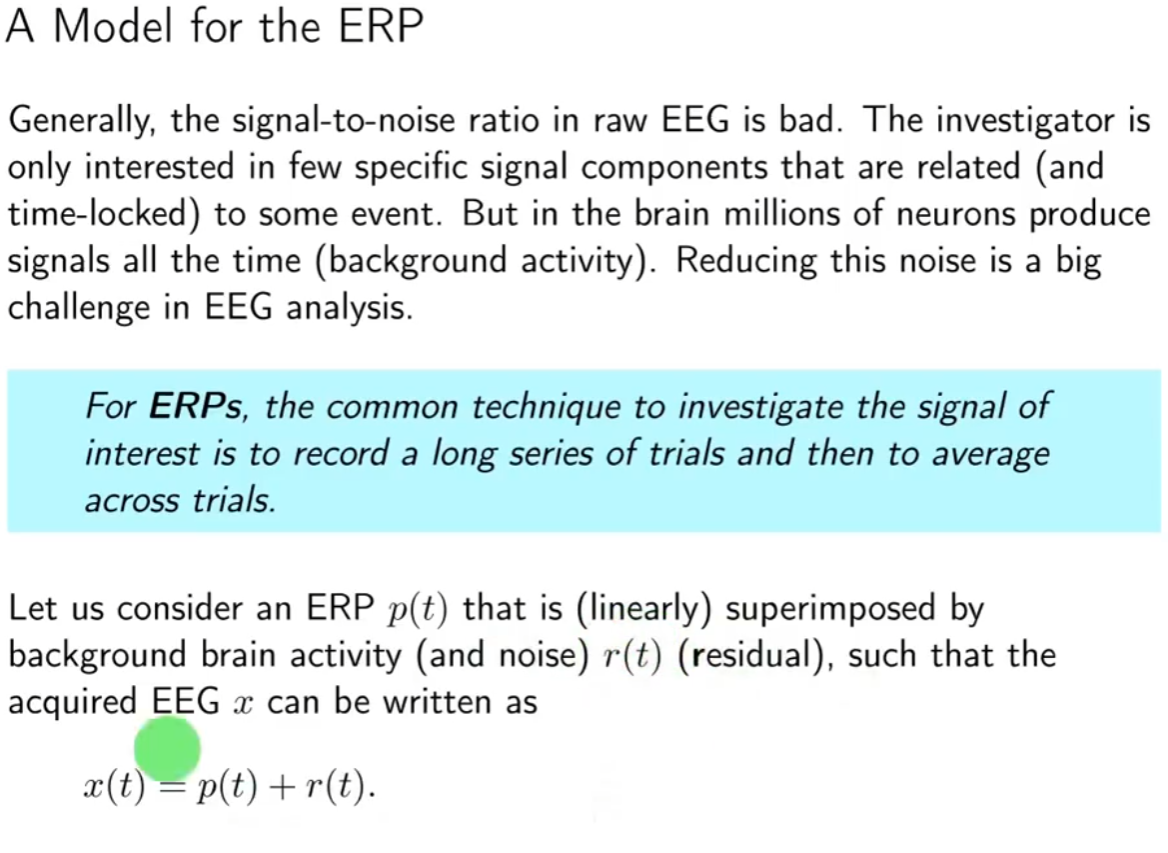 A Model for the ERP
Generally, the signal-to-noise ratio in raw EEG is bad. The investigator is
only interested in few specific signal components that are related (and
time-locked) to some event. But in the brain millions of neurons produce
signals all the time (background activity). Reducing this noise is a big
challenge in EEG analysis.
For ERPs, the common technique to investigate the signal of
interest is to record a long series of trials and then to average
across trials.
Let us consider an ERP p(t) that is (linearly) superimposed by
background brain activity (and noise) r(t) (residual), such that the
acquired EEG x can be written as
x(t) = p(t) + r(t).